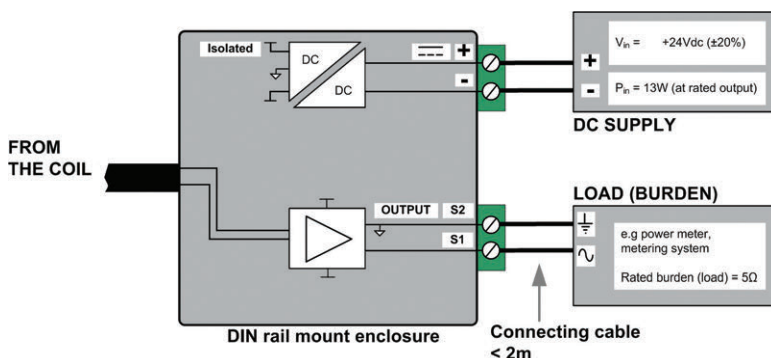 Isolated
DC
DC
+
-
+
-
Vin = +24Vdc (±20%)
Pin = 13W (at rated output)
DC SUPPLY
FROM
THE COIL
OUTPUT S2
S1
LOAD (BURDEN)
e.g power meter,
metering system
Rated burden (load) = 5Ω
DIN rail mount enclosure
Connecting cable
< 2m